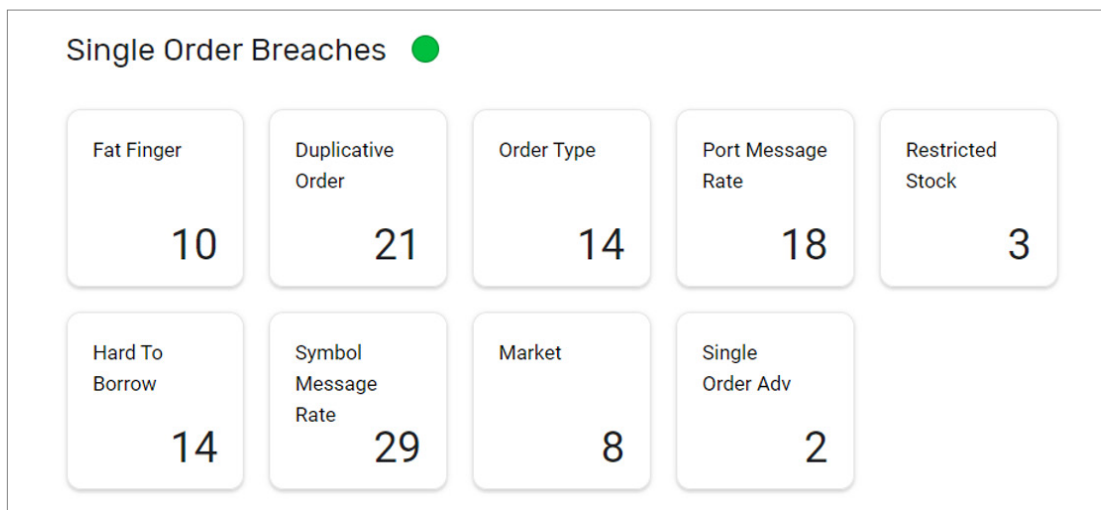 Single Order Breaches
Fat Finger
10
Duplicative
Order
21
Order Type
14
Port Message
Rate
18
Restricted
Stock
3
Hard To
Borrow
14
Symbol
Message
Rate
29
Market
8
Single
Order Adv
2